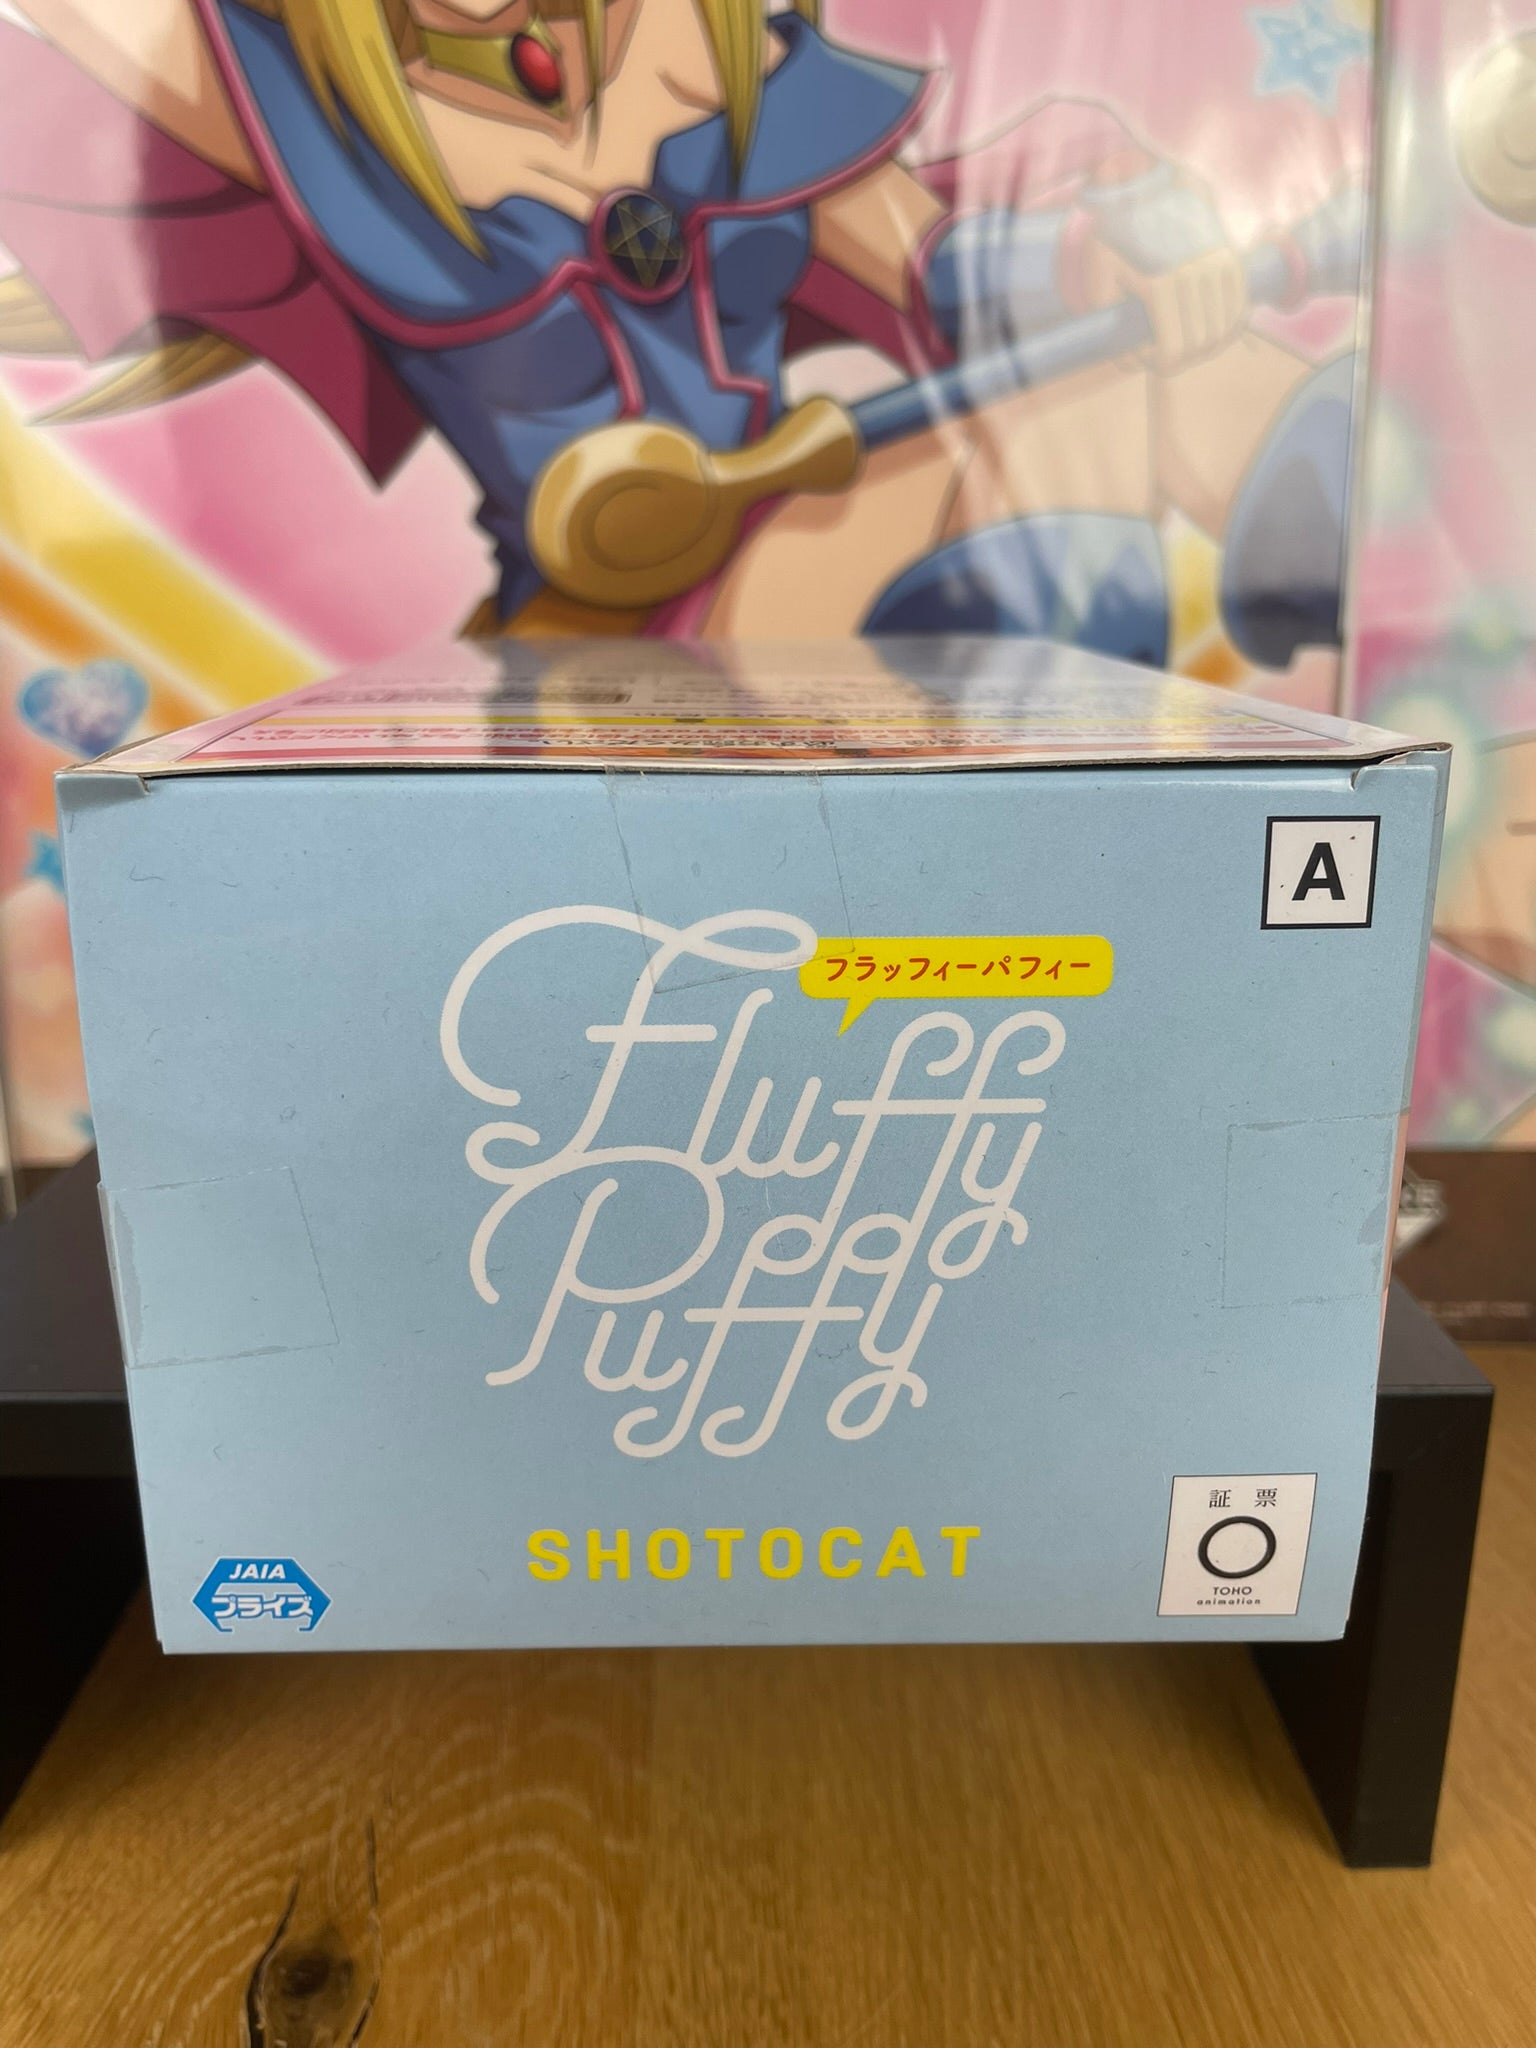 A
フラッフィーパフィー
Fluffy
Puffy
SHOTOCAT
JAIA
プライズ
証票
TOHO
animation